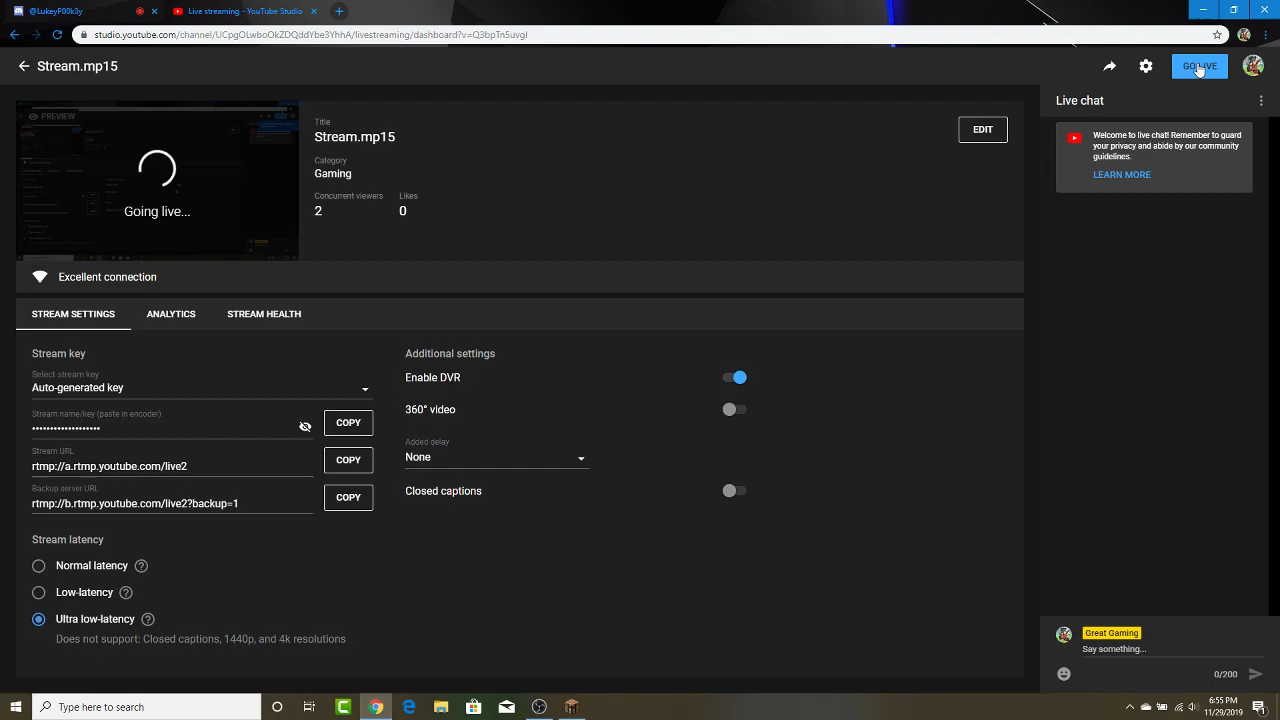 @LukeyP00k3y
Live streaming - YouTube Studio
studio.youtube.com/channel/UCpgOLwboOkZDQddYbe3YhhA/livestreaming/dashboard?v=Q3bpTn5uvgI
Stream.mp15
GO LIVE
PREVIEW
Going live...
Title
Stream.mp15
Category
Gaming
Concurrent viewers
Likes
2
0
EDIT
Excellent connection
STREAM SETTINGS
ANALYTICS
STREAM HEALTH
Stream key
Select stream key
Auto-generated key
Stream name/key (paste in encoder)
•••••••••••••••••••
COPY
Stream URL
rtmp://a.rtmp.youtube.com/live2
COPY
Backup server URL
rtmp://b.rtmp.youtube.com/live2?backup=1
COPY
Stream latency
Normal latency
Low-latency
Ultra low-latency
Does not support: Closed captions, 1440p, and 4k resolutions
Additional settings
Enable DVR
360° video
Added delay
None
Closed captions
Live chat
Welcome to live chat! Remember to guard
your privacy and abide by our community
guidelines.
LEARN MORE
Great Gaming
Say something...
0/200
Type here to search
6:55 PM
11/29/2019